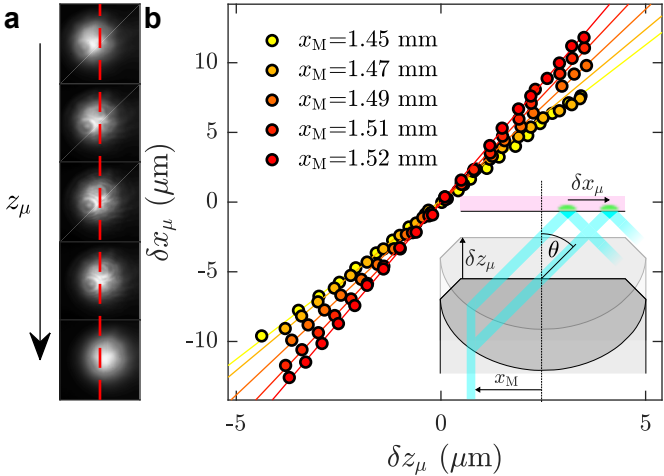 a
z_μ
b
δx_μ (μm)
10
5
0
-5
-10
x_M=1.45 mm
x_M=1.47 mm
x_M=1.49 mm
x_M=1.51 mm
x_M=1.52 mm
δx_μ
δz_μ
θ
x_M
-5
0
5
δz_μ (μm)